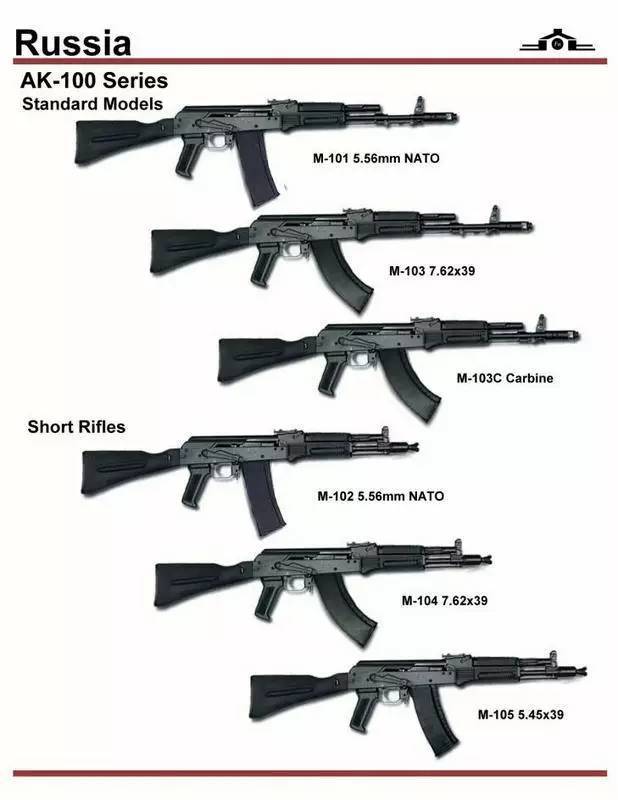 Russia
AK-100 Series
Standard Models
M-101 5.56mm NATO
M-103 7.62x39
M-103C Carbine
Short Rifles
M-102 5.56mm NATO
M-104 7.62x39
M-105 5.45x39